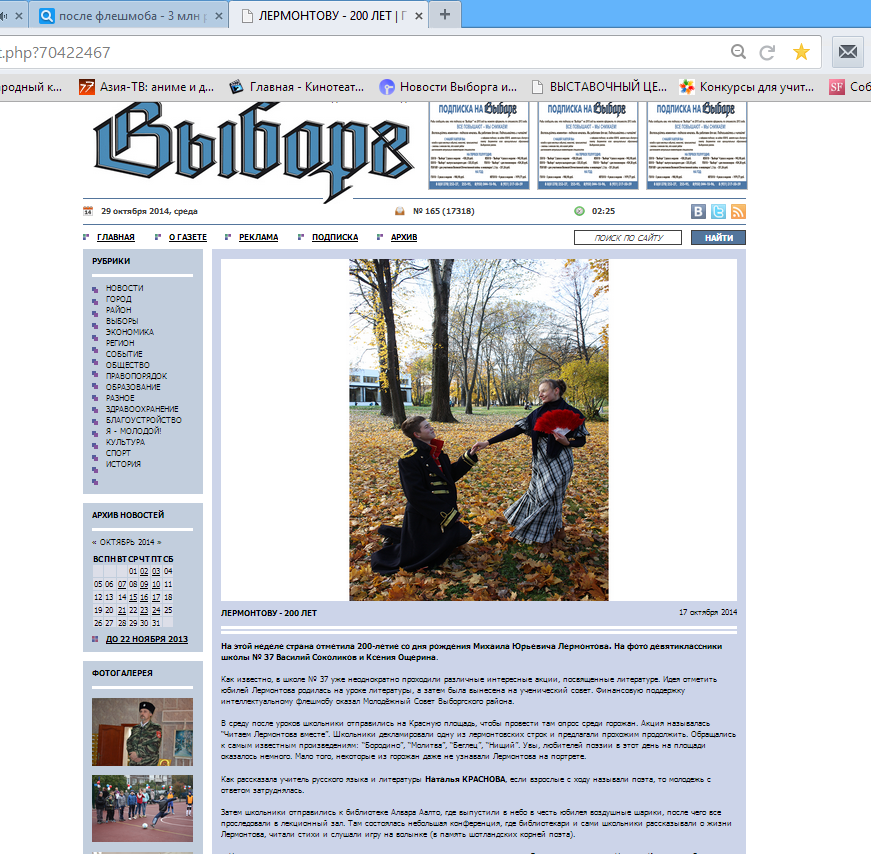 после флешмоба - 3 млн
ЛЕРМОНТОВУ - 200 ЛЕТ |
t.php?70422467
ародный к...
Азия-ТВ: аниме и д...
Главная - Кинотеат...
Новости Выборга и...
ВЫСТАВОЧНЫЙ ЦЕ...
Конкурсы для учит...
SF
Соб
Выборг
ПОДПИСКА НА Выборг
ПОДПИСКА НА Выборг
ПОДПИСКА НА Выборг
29 октября 2014, среда
№ 165 (17318)
02:25
ГЛАВНАЯ
О ГАЗЕТЕ
РЕКЛАМА
ПОДПИСКА
АРХИВ
ПОИСК ПО САЙТУ
НАЙТИ
РУБРИКИ
НОВОСТИ
ГОРОД
РАЙОН
ВЫБОРЫ
ЭКОНОМИКА
РЕГИОН
СОБЫТИЕ
ОБЩЕСТВО
ПРАВОПОРЯДОК
ОБРАЗОВАНИЕ
РАЗНОЕ
ЗДРАВООХРАНЕНИЕ
БЛАГОУСТРОЙСТВО
Я - МОЛОДОЙ!
КУЛЬТУРА
СПОРТ
ИСТОРИЯ
АРХИВ НОВОСТЕЙ
« ОКТЯБРЬ 2014 »
ВС ПН ВТ СР ЧТ ПТ СБ
01 02 03 04
05 06 07 08 09 10 11
12 13 14 15 16 17 18
19 20 21 22 23 24 25
26 27 28 29 30 31
ДО 22 НОЯБРЯ 2013
ФОТОГАЛЕРЕЯ
ЛЕРМОНТОВУ - 200 ЛЕТ
17 октября 2014
На этой неделе страна отметила 200-летие со дня рождения Михаила Юрьевича Лермонтова. На фото девятиклассники
школы № 37 Василий Соколиков и Ксения Ощерина.
Как известно, в школе № 37 уже неоднократно проходили различные интересные акции, посвященные литературе. Идея отметить
юбилей Лермонтова родилась на уроке литературы, а затем была вынесена на ученический совет. Финансовую поддержку
интеллектуальному флешмобу оказал Молодёжный Совет Выборгского района.
В среду после уроков школьники отправились на Красную площадь, чтобы провести там опрос среди горожан. Акция называлась
"Читаем Лермонтова вместе". Школьники декламировали одну из лермонтовских строк и предлагали прохожим продолжить. Обращались
к самым известным произведениям: "Бородино", "Молитва", "Беглец", "Нищий". Увы, любителей поэзии в этот день на площади
оказалось немного. Мало того, некоторые из горожан даже не узнавали Лермонтова на портрете.
Как рассказала учитель русского языка и литературы Наталья КРАСНОВА, если взрослые с ходу называли поэта, то молодежь с
ответом затруднялась.
Затем школьники отправились к библиотеке Алвара Аалто, где выпустили в небо в честь юбилея воздушные шарики, после чего все
проследовали в лекционный зал. Там состоялась небольшая конференция, где библиотекари и сами школьники рассказывали о жизни
Лермонтова, читали стихи и слушали игру на волынке (в память шотландских корней поэта).